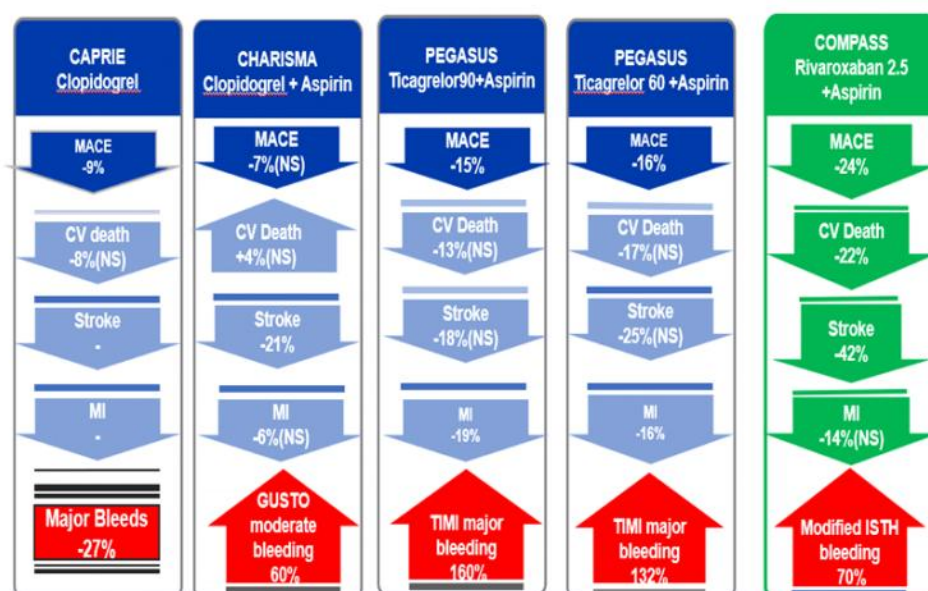 CAPRIE
Clopidogrel
MACE
-9%
CV death
-8%(NS)
Stroke
-
MI
-
Major Bleeds
-27%
CHARISMA
Clopidogrel + Aspirin
MACE
-7%(NS)
CV Death
+4%(NS)
Stroke
-21%
MI
-6%(NS)
GUSTO
moderate
bleeding
60%
PEGASUS
Ticagrelor90+Aspirin
MACE
-15%
CV Death
-13%(NS)
Stroke
-18%(NS)
MI
-19%
TIMI major
bleeding
160%
PEGASUS
Ticagrelor 60 +Aspirin
MACE
-16%
CV Death
-17%(NS)
Stroke
-25%(NS)
MI
-16%
TIMI major
bleeding
132%
COMPASS
Rivaroxaban 2.5
+Aspirin
MACE
-24%
CV Death
-22%
Stroke
-42%
MI
-14%(NS)
Modified ISTH
bleeding
70%